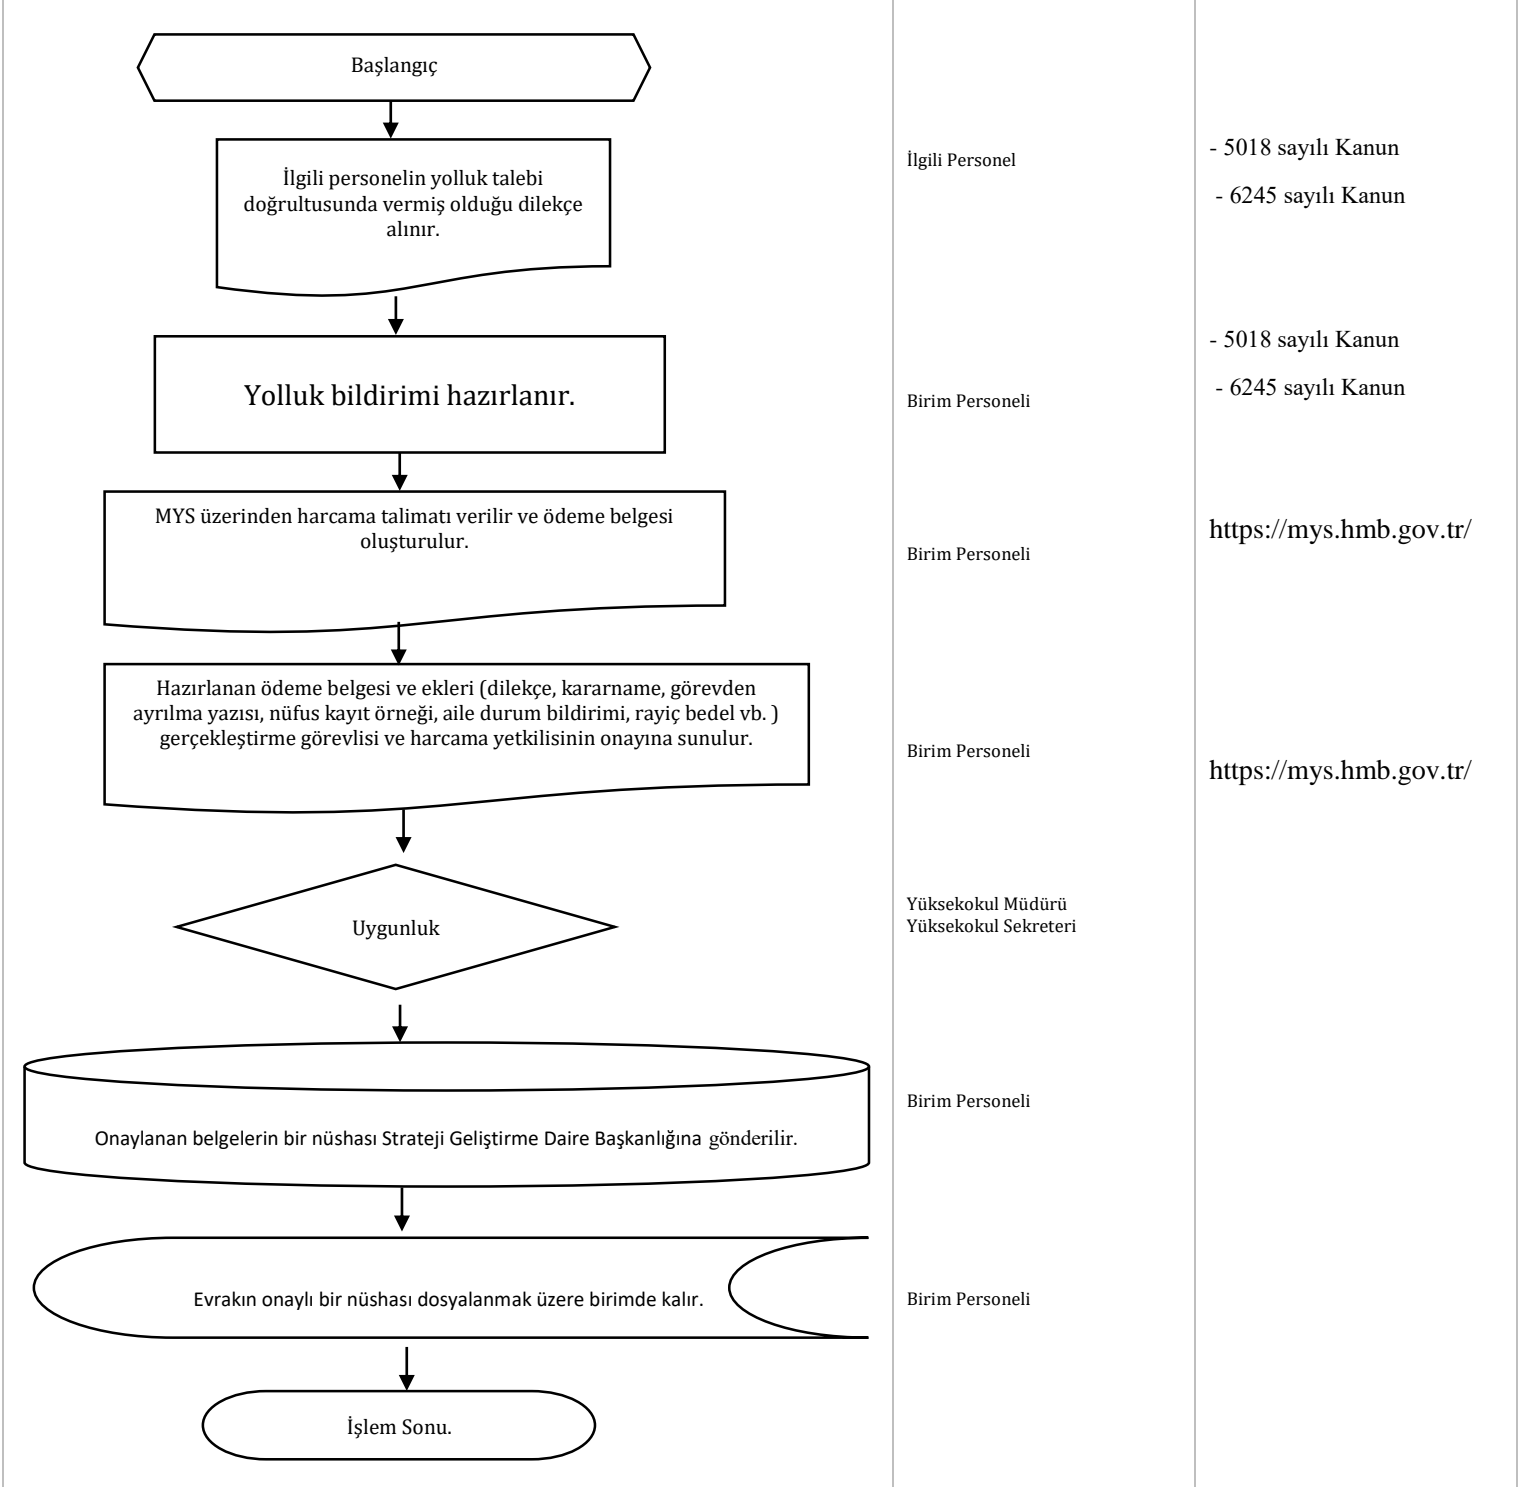 Başlangıç
İlgili personelin yolluk talebi
doğrultusunda vermiş olduğu dilekçe
alınır.
İlgili Personel
- 5018 sayılı Kanun
- 6245 sayılı Kanun
Yolluk bildirimi hazırlanır.
Birim Personeli
- 5018 sayılı Kanun
- 6245 sayılı Kanun
MYS üzerinden harcama talimatı verilir ve ödeme belgesi
oluşturulur.
Birim Personeli
https://mys.hmb.gov.tr/
Hazırlanan ödeme belgesi ve ekleri (dilekçe, kararname, görevden
ayrılma yazısı, nüfus kayıt örneği, aile durum bildirimi, rayiç bedel vb. )
gerçekleştirme görevlisi ve harcama yetkilisinin onayına sunulur.
Birim Personeli
https://mys.hmb.gov.tr/
Uygunluk
Yüksekokul Müdürü
Yüksekokul Sekreteri
Onaylanan belgelerin bir nüshası Strateji Geliştirme Daire Başkanlığına gönderilir.
Birim Personeli
Evrakın onaylı bir nüshası dosyalanmak üzere birimde kalır.
Birim Personeli
İşlem Sonu.